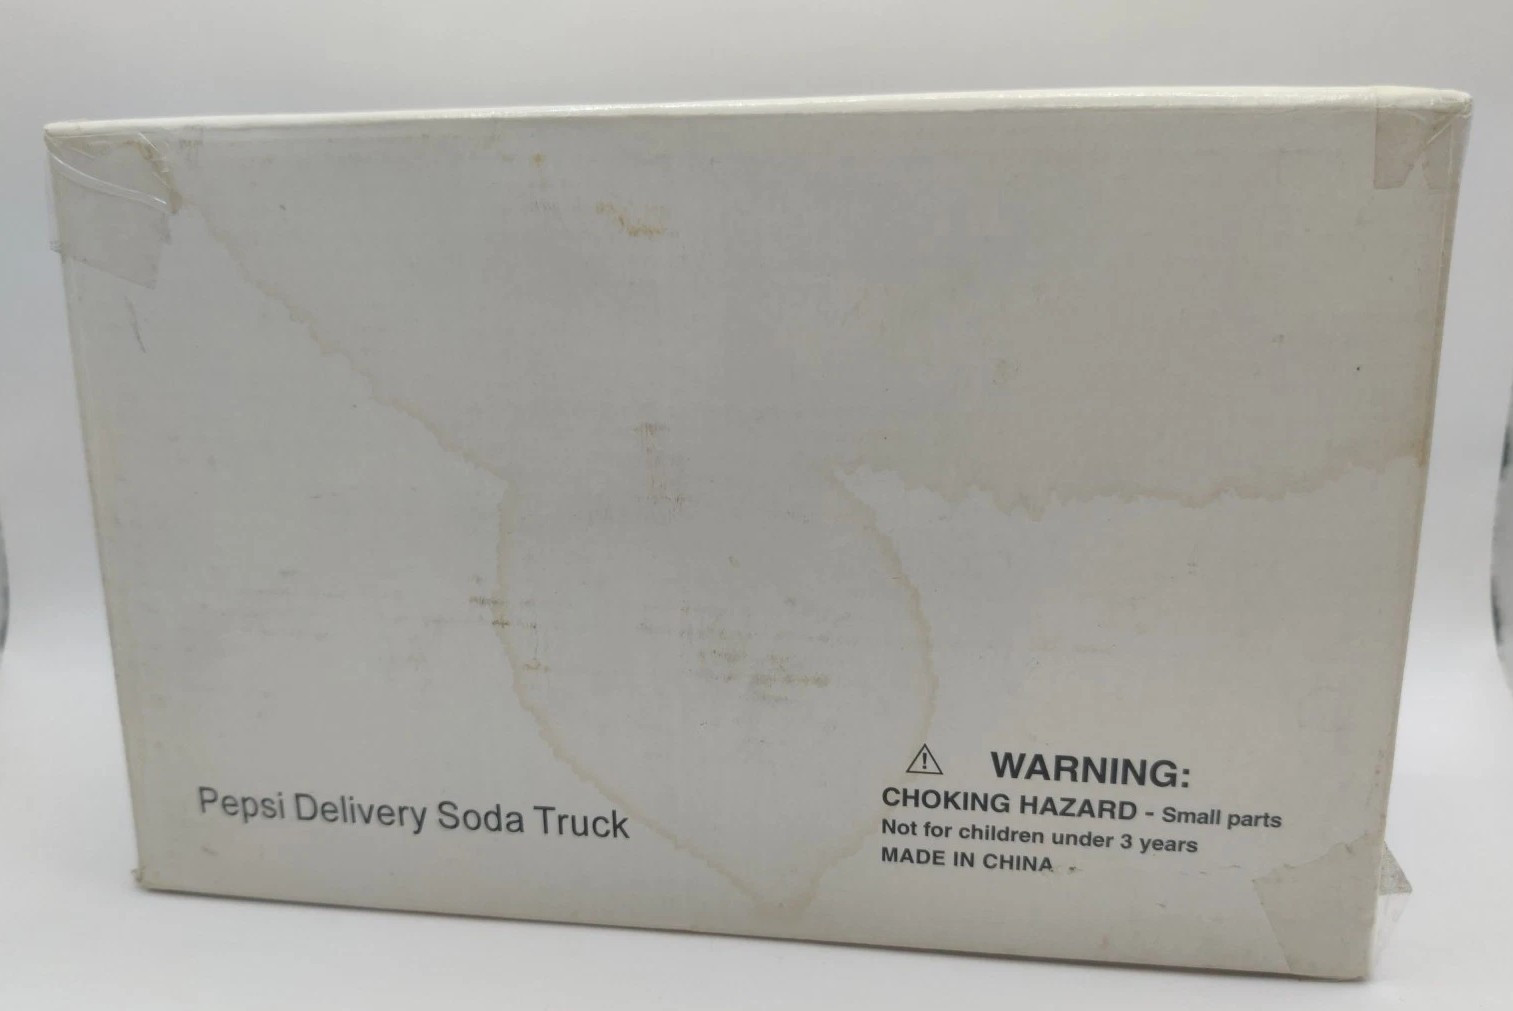 Pepsi Delivery Soda Truck
WARNING:
CHOKING HAZARD - Small parts
Not for children under 3 years
MADE IN CHINA